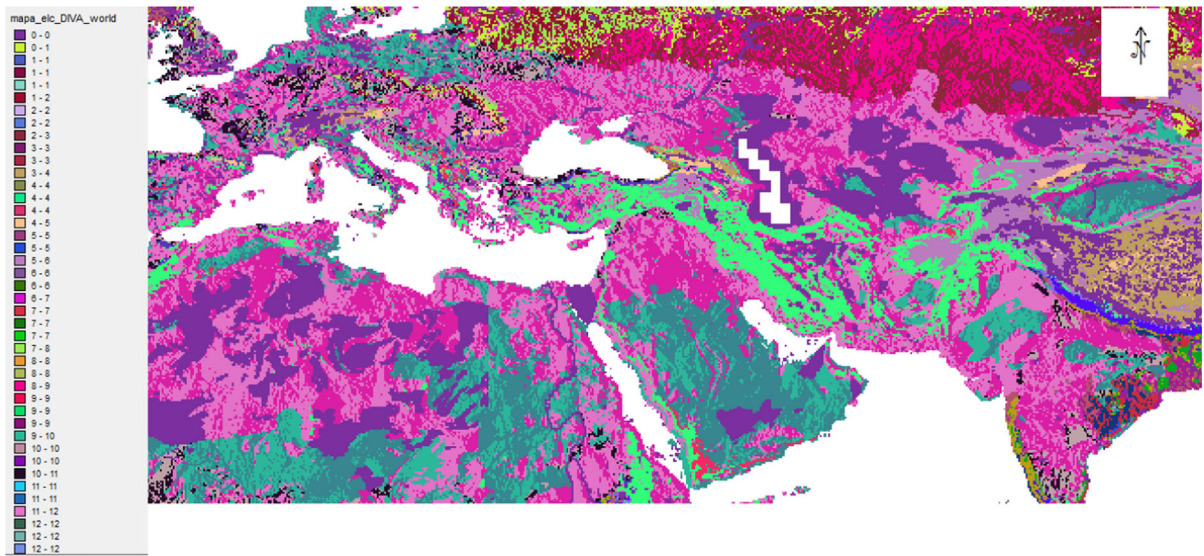 mapa_elc_DIVA_world
0 - 0
0 - 1
1 - 1
1 - 1
1 - 1
1 - 2
2 - 2
2 - 2
2 - 3
3 - 3
3 - 3
3 - 4
4 - 4
4 - 4
4 - 4
4 - 5
5 - 5
5 - 5
5 - 6
6 - 6
6 - 6
6 - 7
7 - 7
7 - 7
7 - 7
7 - 8
8 - 8
8 - 8
8 - 9
9 - 9
9 - 9
9 - 9
9 - 10
10 - 10
10 - 10
10 - 11
11 - 11
11 - 11
11 - 12
12 - 12
12 - 12
12 - 12
N